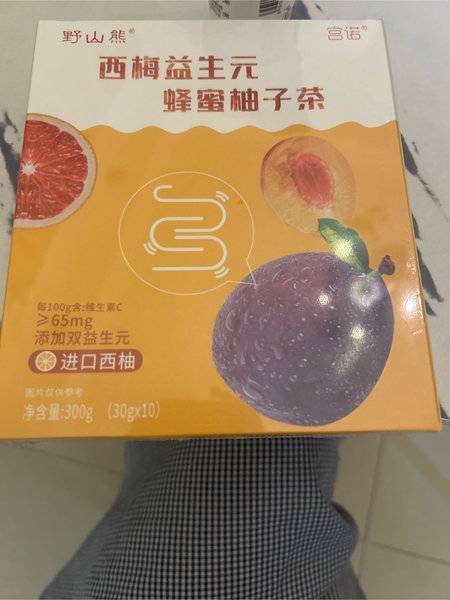 野山熊®
宫诺®
西梅益生元
蜂蜜柚子茶
每100g含:维生素C
≥65mg
添加双益生元
进口西柚
图片仅供参考
净含量:300g (30gx10)